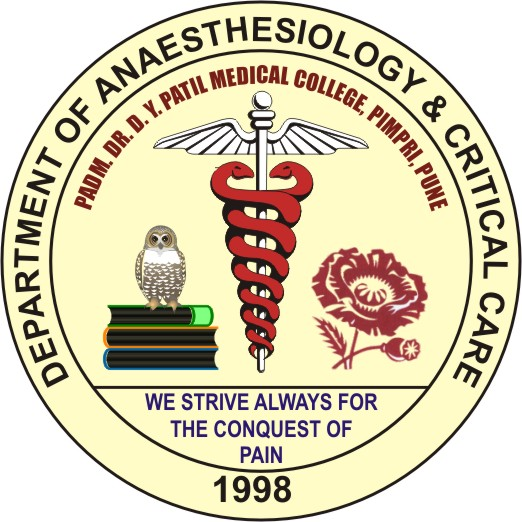 DEPARTMENT OF ANAESTHESIOLOGY & CRITICAL CARE
PADM. DR. D. Y. PATIL MEDICAL COLLEGE, PIMPRI, PUNE
WE STRIVE ALWAYS FOR
THE CONQUEST OF
PAIN
1998